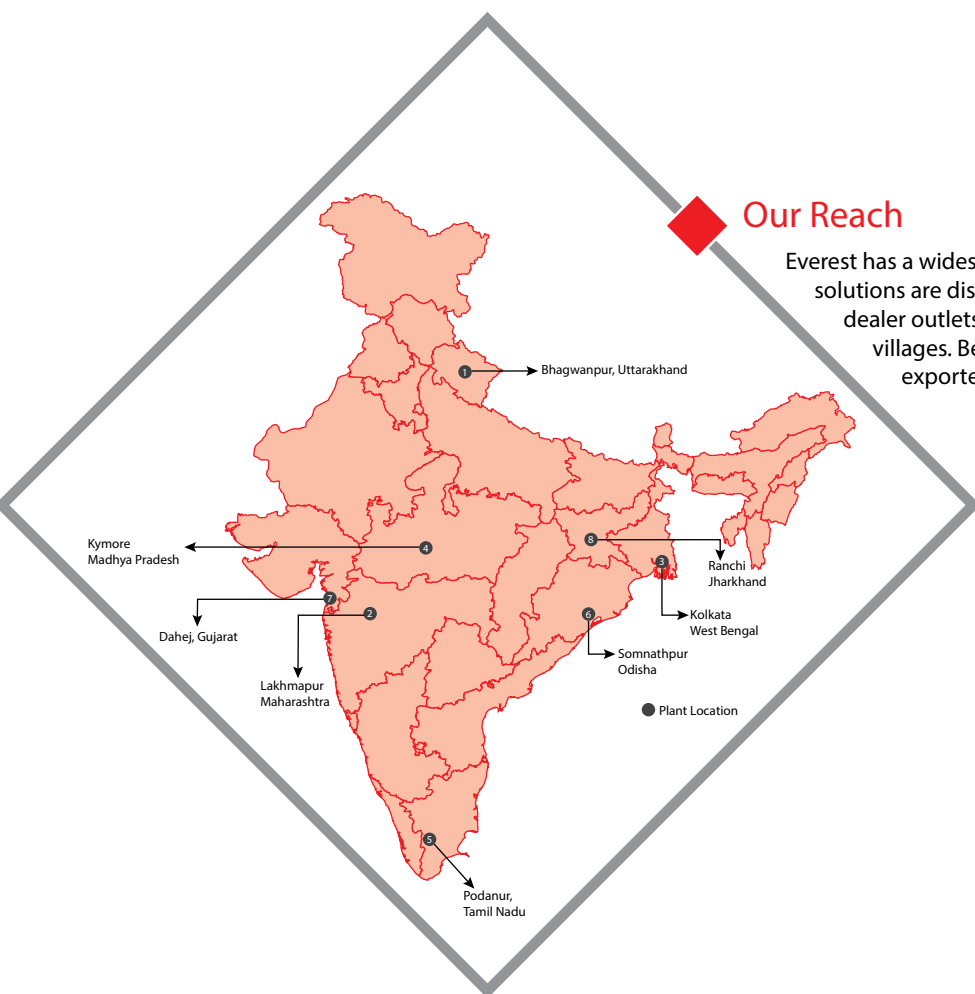 Our Reach
Everest has a wides
solutions are dis
dealer outlets
villages. Be
exporte
1
Bhagwanpur, Uttarakhand
Kymore
Madhya Pradesh
4
8
Ranchi
Jharkhand
3
Kolkata
West Bengal
7
Dahej, Gujarat
2
Lakhmapur
Maharashtra
6
Somnathpur
Odisha
Plant Location
5
Podanur,
Tamil Nadu